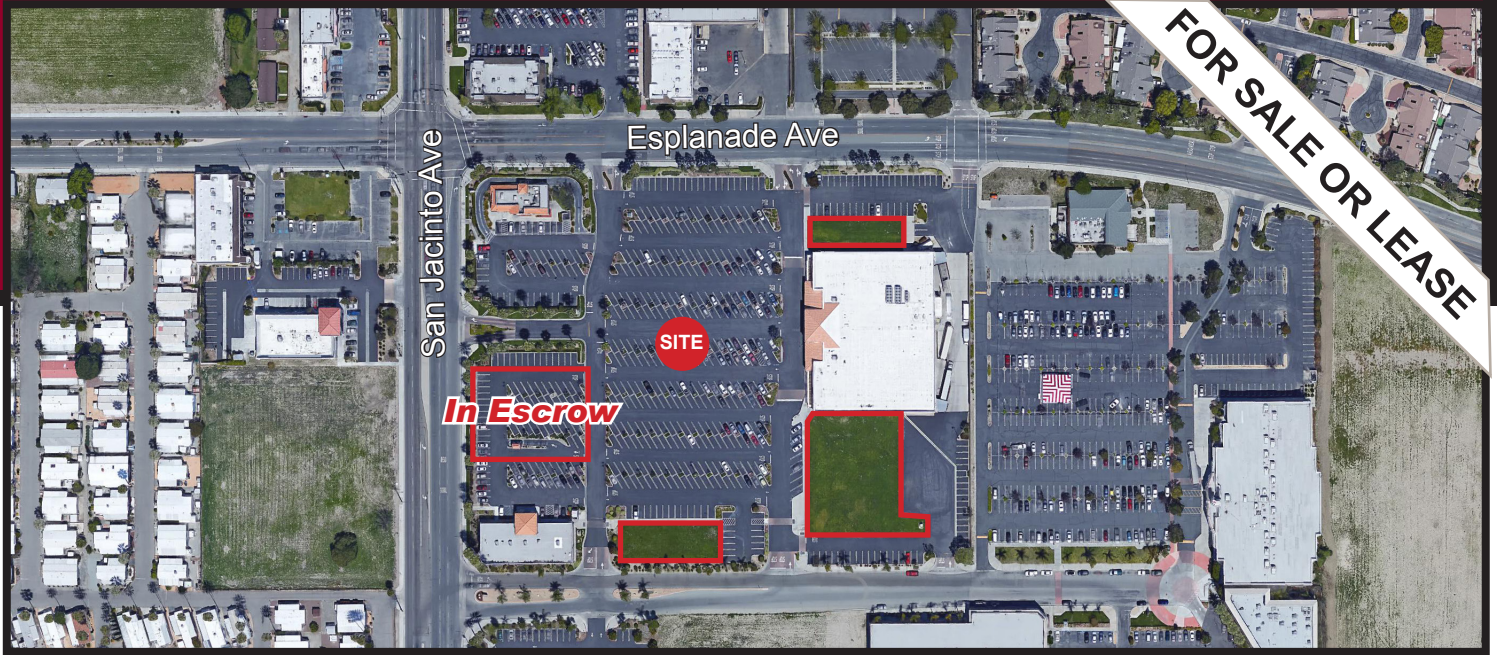 FOR SALE OR LEASE
Esplanade Ave
San Jacinto Ave
SITE
In Escrow